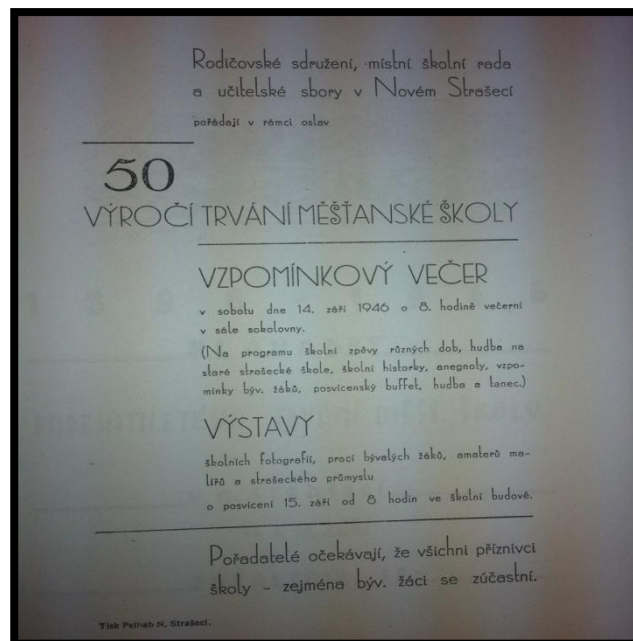 Rodičovské sdružení, místní školní rada
a učitelské sbory v Novém Strašecí
pořádají v rámci oslav
50
VÝROČÍ TRVÁNÍ MĚŠŤANSKÉ ŠKOLY
VZPOMÍNKOVÝ VEČER
v sobotu dne 14. září 1946 o 8. hodině večerní
v sále sokolovny.
(Na programu školní zpěvy různých dob, hudba na
staré strašecké škole, školní historky, anegnoty, vzpo-
mínky býv. žáků, posvícenský buffet, hudba a tanec.)
VÝSTAVY
školních fotografií, prací bývalých žáků, amaterů ma-
lířů a strašeckého průmyslu
o posvícení 15. září od 8 hodin ve školní budově.
Pořadatelé očekávají, že všichni příznivci
školy - zejména býv. žáci se zúčastní.
Tisk N, Strašecí.